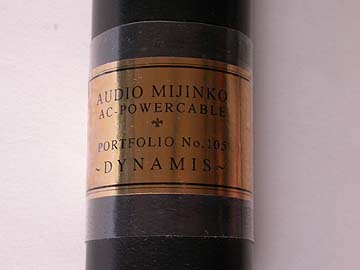 AUDIO MIJINKO
AC-POWERCABLE
PORTFOLIO No.105
~DYNAMIS~